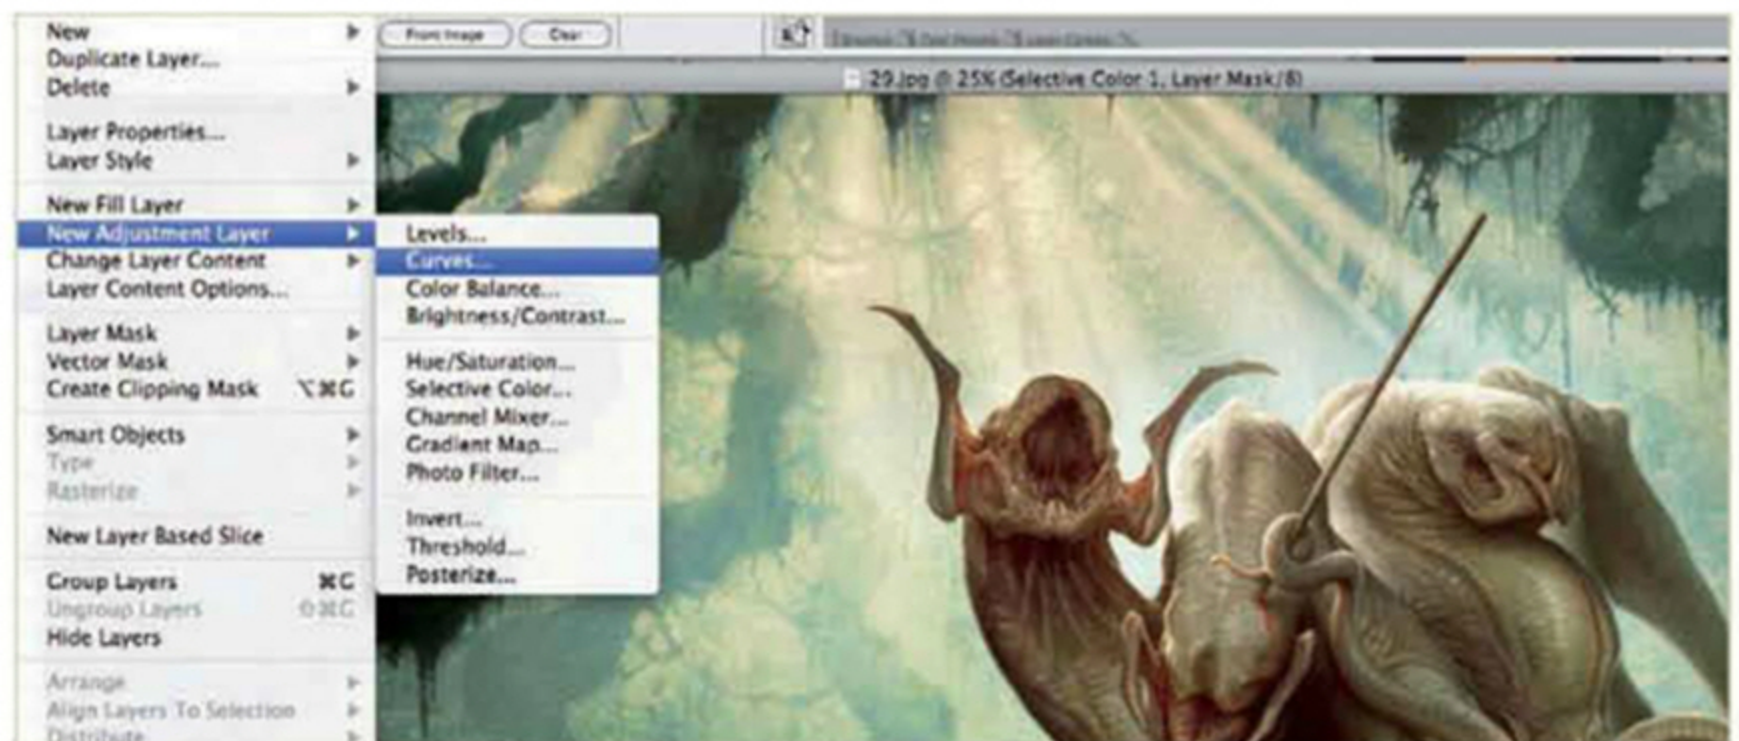 New
Duplicate Layer...
Delete
Layer Properties...
Layer Style
New Fill Layer
New Adjustment Layer
Change Layer Content
Layer Content Options...
Layer Mask
Vector Mask
Create Clipping Mask ⌥⌘G
Smart Objects
Type
Rasterize
New Layer Based Slice
Group Layers ⌘G
Ungroup Layers ⇧⌘G
Hide Layers
Arrange
Align Layers To Selection
Distribute
Front Image Clear
29.jpg @ 25% (Selective Color 1, Layer Mask/8)
Levels...
Curves...
Color Balance...
Brightness/Contrast...
Hue/Saturation...
Selective Color...
Channel Mixer...
Gradient Map...
Photo Filter...
Invert...
Threshold...
Posterize...